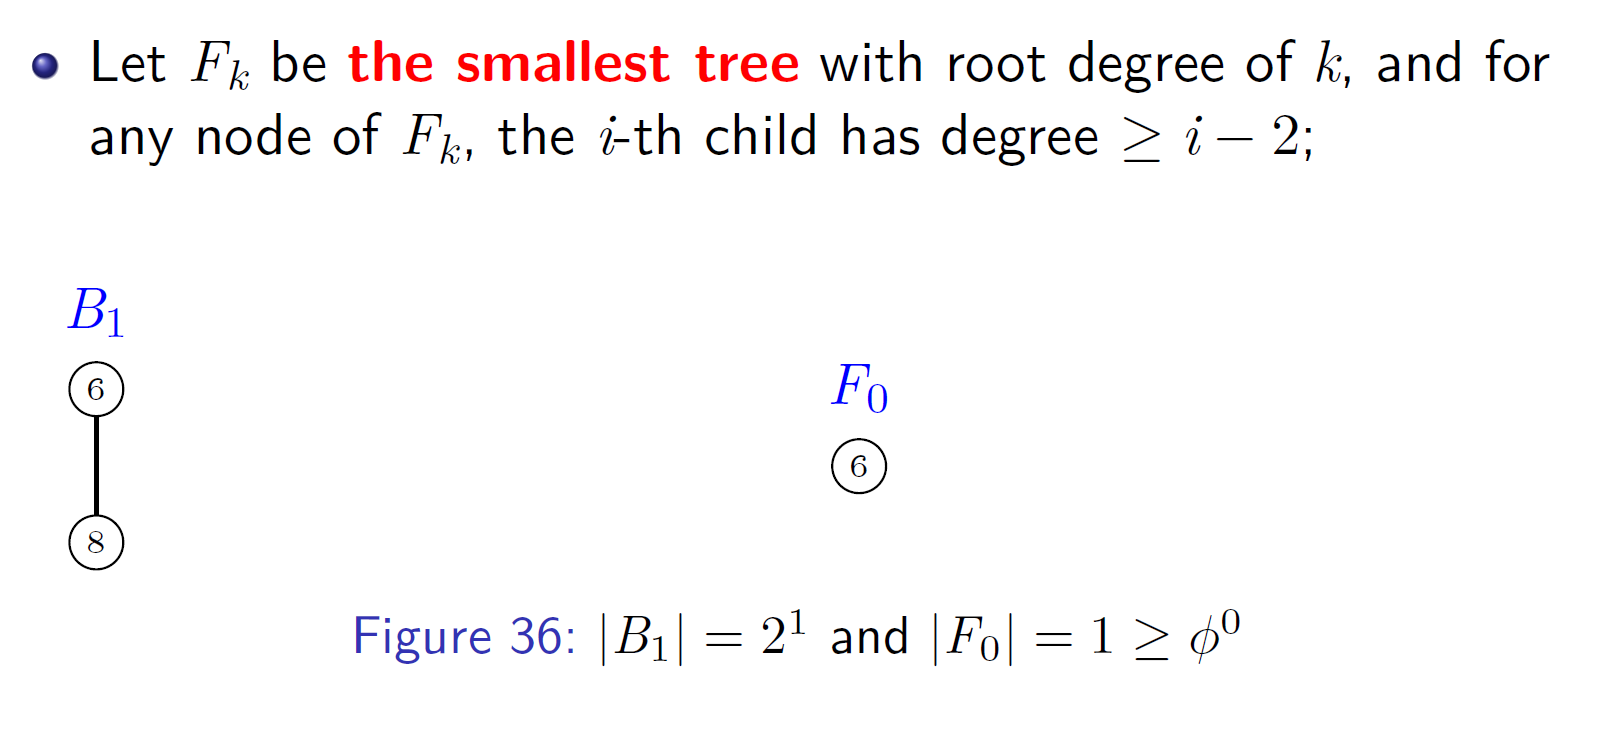 Let $F_k$ be the smallest tree with root degree of $k$, and for
any node of $F_k$, the $i$-th child has degree $\geq i - 2$;
$B_1$
6
8
$F_0$
6
Figure 36: $|B_1| = 2^1$ and $|F_0| = 1 \geq \phi^0$